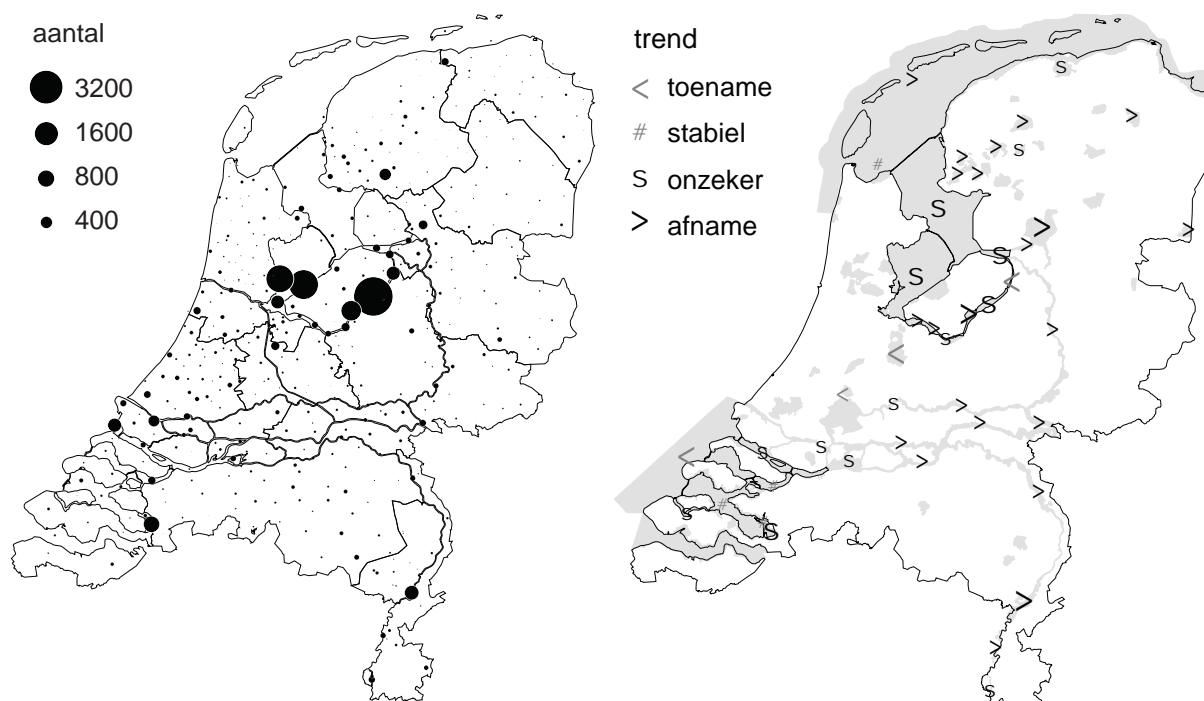 aantal
3200
1600
800
400
trend
< toename
# stabiel
S onzeker
> afname